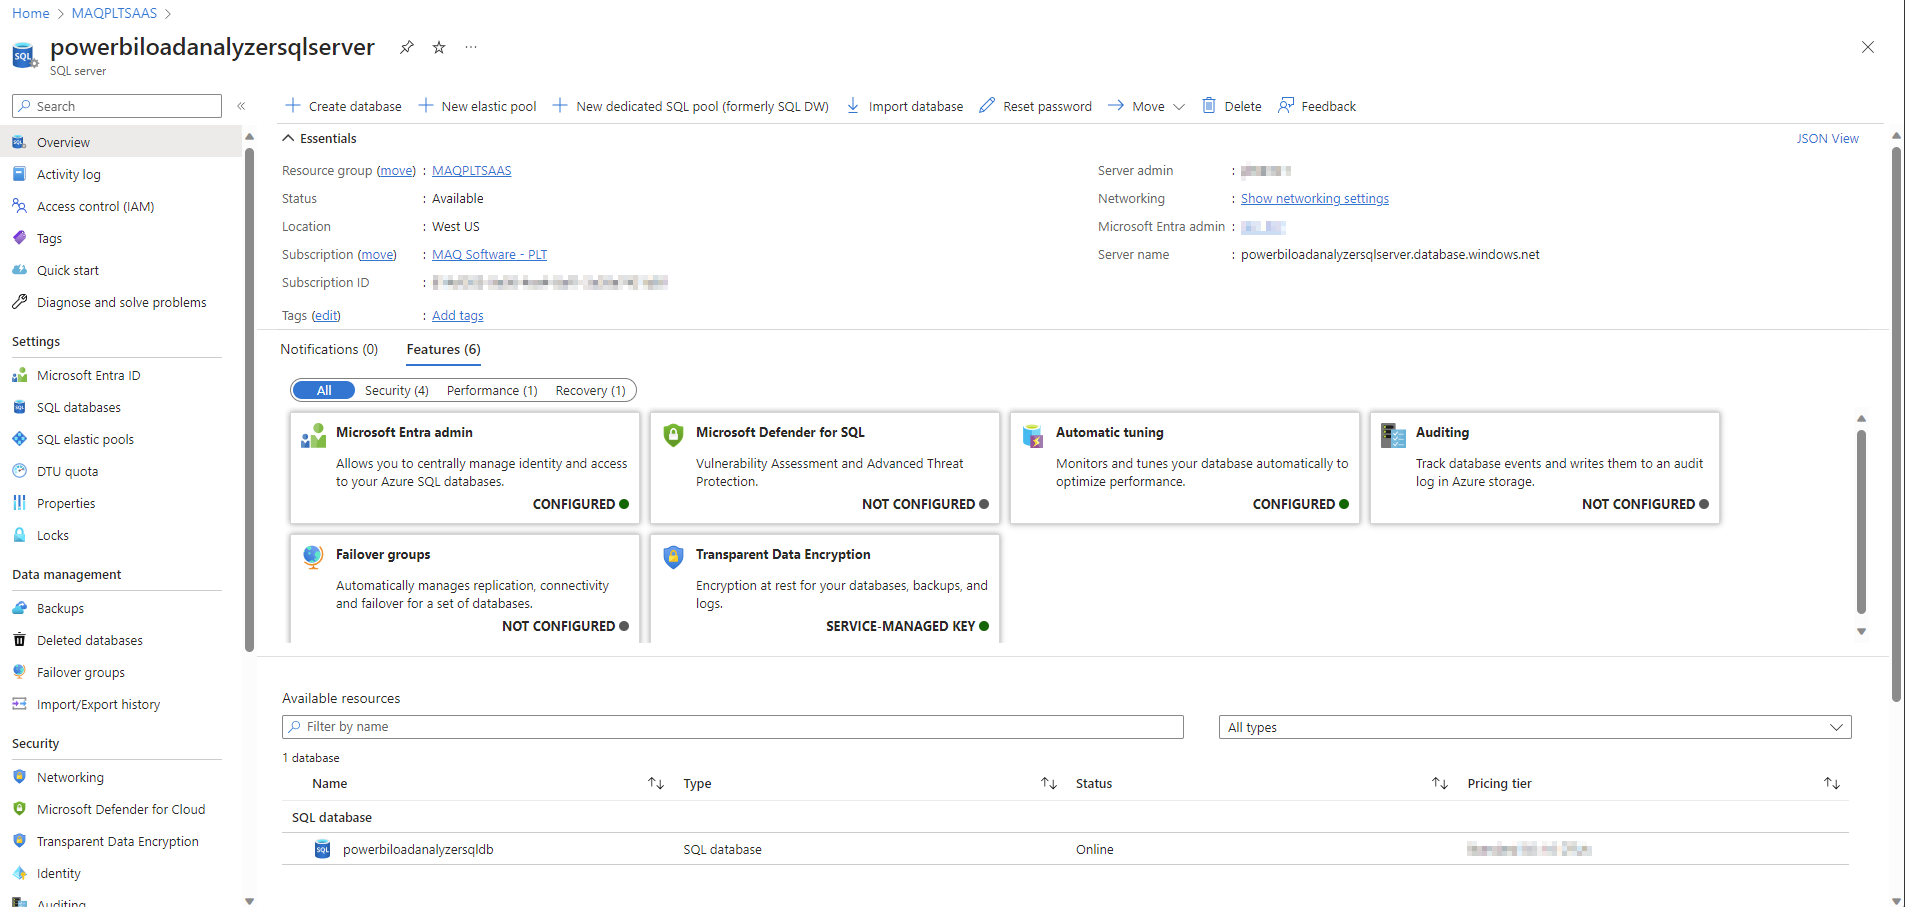 Home > MAQPLTSAAS >
powerbiloadanalyzersqlserver
SQL server
Search
Overview
Activity log
Access control (IAM)
Tags
Quick start
Diagnose and solve problems
Settings
Microsoft Entra ID
SQL databases
SQL elastic pools
DTU quota
Properties
Locks
Data management
Backups
Deleted databases
Failover groups
Import/Export history
Security
Networking
Microsoft Defender for Cloud
Transparent Data Encryption
Identity
Auditing
Create database New elastic pool New dedicated SQL pool (formerly SQL DW) Import database Reset password Move Delete Feedback
Essentials JSON View
Resource group (move) : MAQPLTSAAS
Status : Available
Location : West US
Subscription (move) : MAQ Software - PLT
Subscription ID :
Tags (edit) : Add tags
Server admin :
Networking : Show networking settings
Microsoft Entra admin :
Server name : powerbiloadanalyzersqlserver.database.windows.net
Notifications (0) Features (6)
All Security (4) Performance (1) Recovery (1)
Microsoft Entra admin
Allows you to centrally manage identity and access
to your Azure SQL databases.
CONFIGURED
Microsoft Defender for SQL
Vulnerability Assessment and Advanced Threat
Protection.
NOT CONFIGURED
Automatic tuning
Monitors and tunes your database automatically to
optimize performance.
CONFIGURED
Auditing
Track database events and writes them to an audit
log in Azure storage.
NOT CONFIGURED
Failover groups
Automatically manages replication, connectivity
and failover for a set of databases.
NOT CONFIGURED
Transparent Data Encryption
Encryption at rest for your databases, backups, and
logs.
SERVICE-MANAGED KEY
Available resources
Filter by name All types
1 database
Name Type Status Pricing tier
SQL database
powerbiloadanalyzersqldb SQL database Online